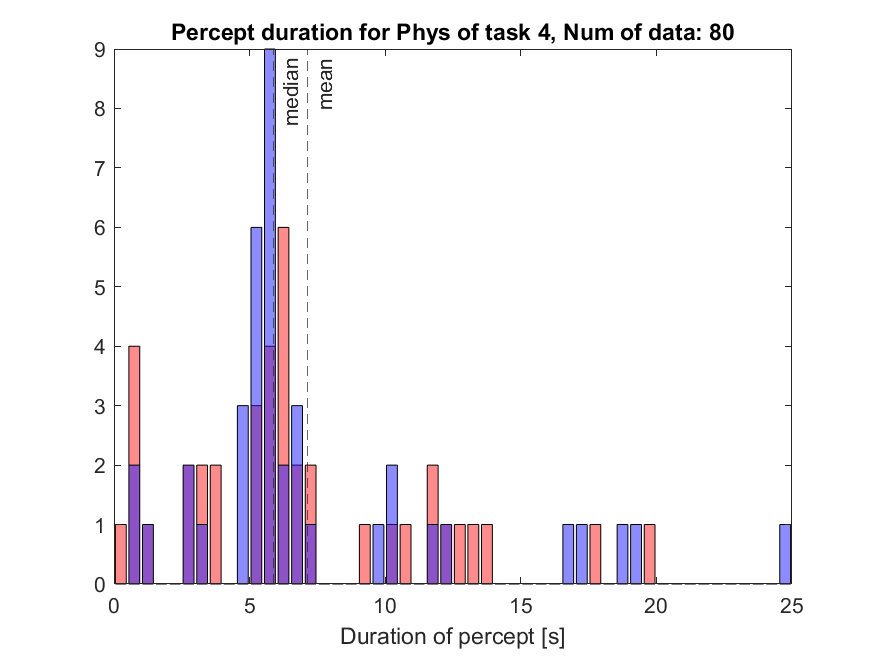 Percept duration for Phys of task 4, Num of data: 80
9
8
7
6
5
4
3
2
1
0
median
mean
0 5 10 15 20 25
Duration of percept [s]